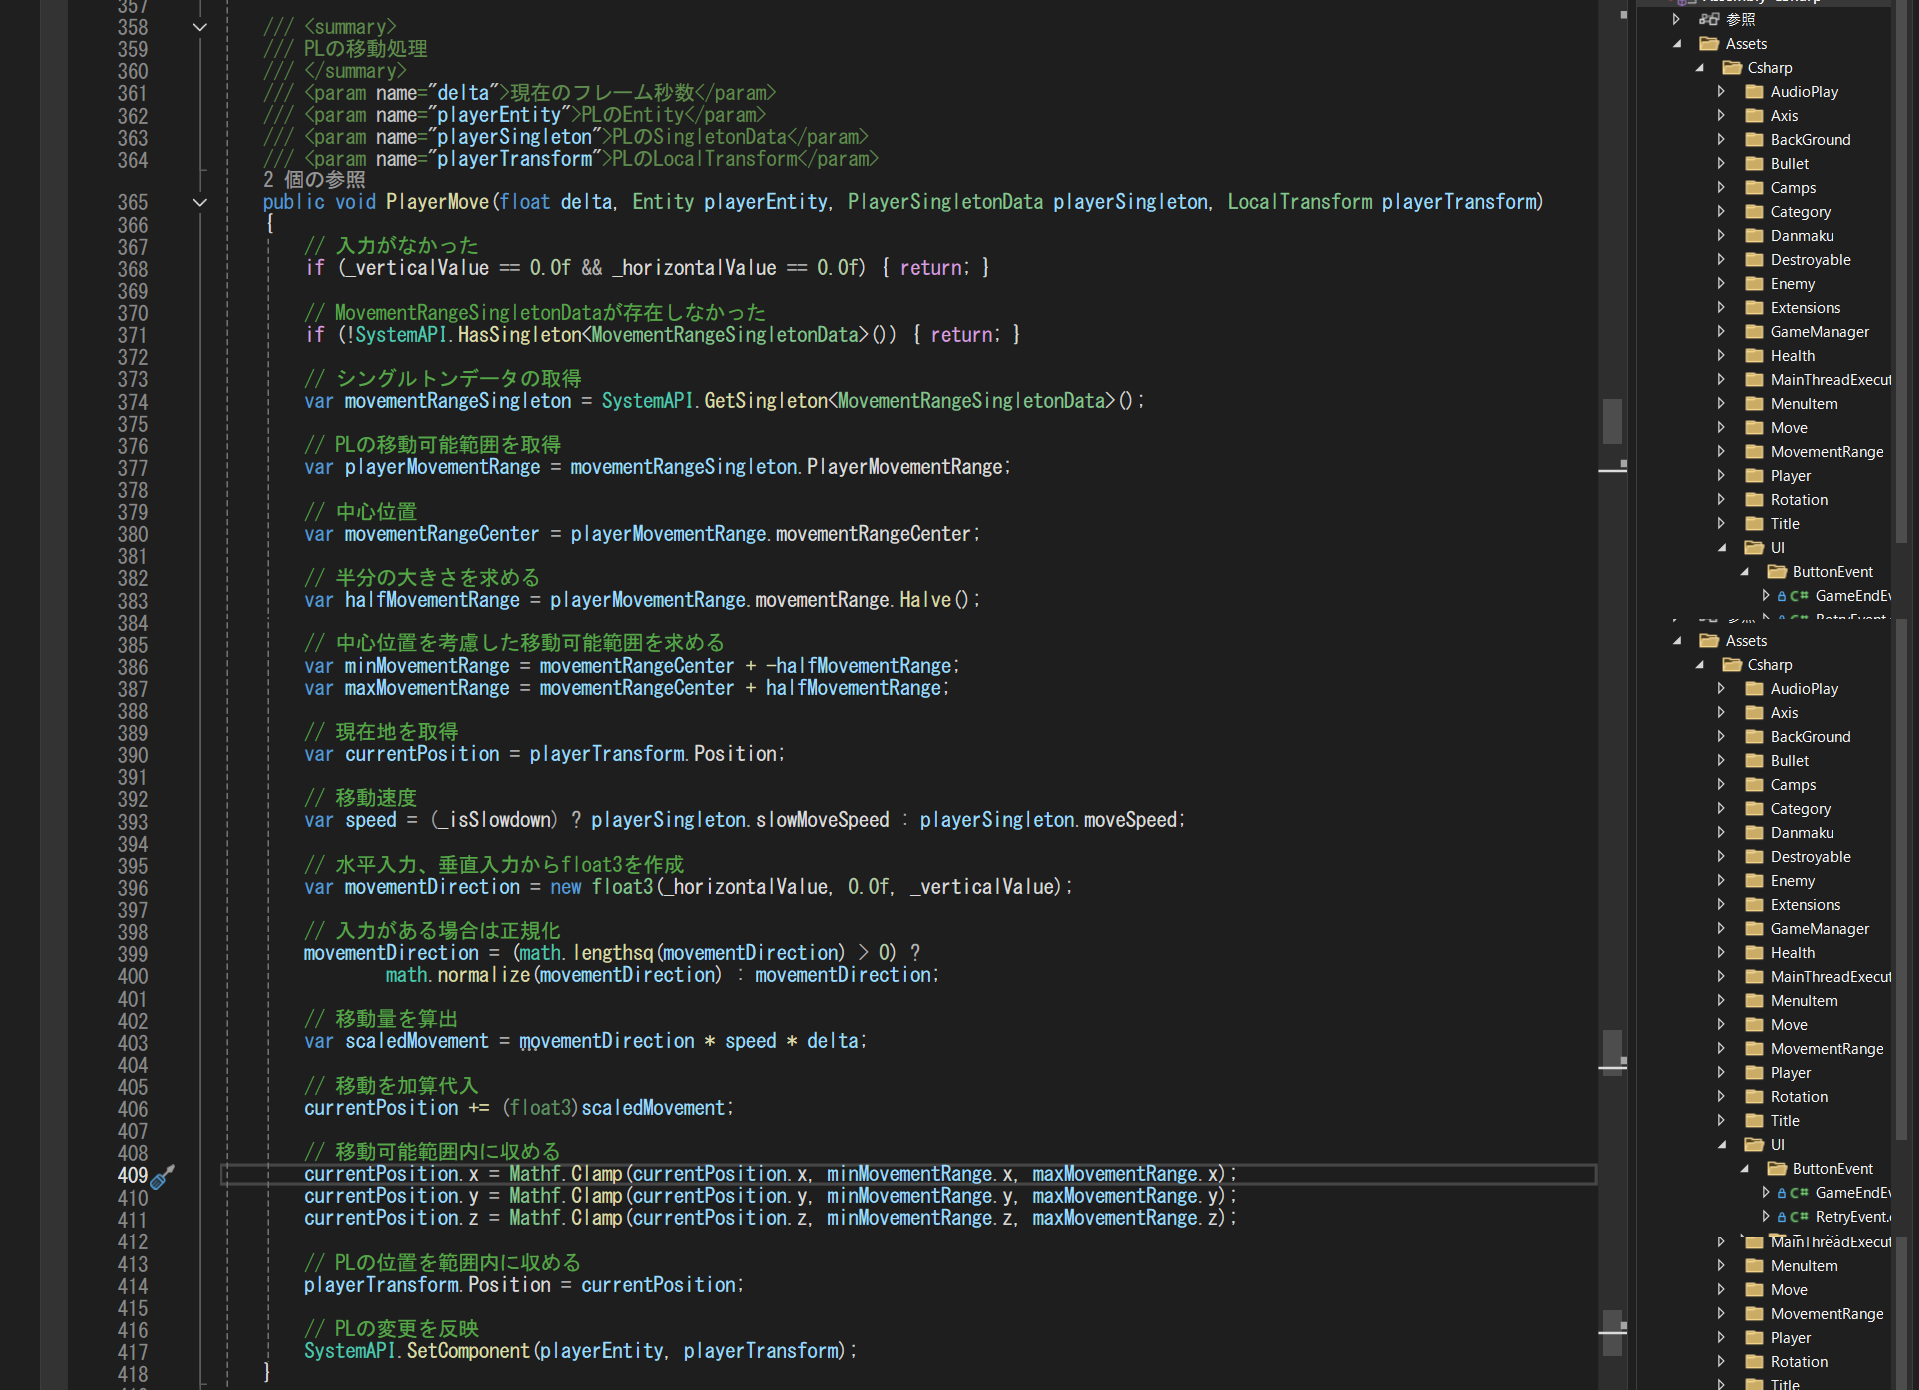 357
358 /// <summary>
359 /// PLの移動処理
360 /// </summary>
361 /// <param name="delta">現在のフレーム秒数</param>
362 /// <param name="playerEntity">PLのEntity</param>
363 /// <param name="playerSingleton">PLのSingletonData</param>
364 /// <param name="playerTransform">PLのLocalTransform</param>
2 個の参照
365 public void PlayerMove(float delta, Entity playerEntity, PlayerSingletonData playerSingleton, LocalTransform playerTransform)
366 {
367 // 入力がなかった
368 if (_verticalValue == 0.0f && _horizontalValue == 0.0f) { return; }
369
370 // MovementRangeSingletonDataが存在しなかった
371 if (!SystemAPI.HasSingleton<MovementRangeSingletonData>()) { return; }
372
373 // シングルトンデータの取得
374 var movementRangeSingleton = SystemAPI.GetSingleton<MovementRangeSingletonData>();
375
376 // PLの移動可能範囲を取得
377 var playerMovementRange = movementRangeSingleton.PlayerMovementRange;
378
379 // 中心位置
380 var movementRangeCenter = playerMovementRange.movementRangeCenter;
381
382 // 半分の大きさを求める
383 var halfMovementRange = playerMovementRange.movementRange.Halve();
384
385 // 中心位置を考慮した移動可能範囲を求める
386 var minMovementRange = movementRangeCenter + -halfMovementRange;
387 var maxMovementRange = movementRangeCenter + halfMovementRange;
388
389 // 現在地を取得
390 var currentPosition = playerTransform.Position;
391
392 // 移動速度
393 var speed = (_isSlowdown) ? playerSingleton.slowMoveSpeed : playerSingleton.moveSpeed;
394
395 // 水平入力、垂直入力からfloat3を作成
396 var movementDirection = new float3(_horizontalValue, 0.0f, _verticalValue);
397
398 // 入力がある場合は正規化
399 movementDirection = (math.lengthsq(movementDirection) > 0) ?
400 math.normalize(movementDirection) : movementDirection;
401
402 // 移動量を算出
403 var scaledMovement = movementDirection * speed * delta;
404
405 // 移動を加算代入
406 currentPosition += (float3)scaledMovement;
407
408 // 移動可能範囲内に収める
409 currentPosition.x = Mathf.Clamp(currentPosition.x, minMovementRange.x, maxMovementRange.x);
410 currentPosition.y = Mathf.Clamp(currentPosition.y, minMovementRange.y, maxMovementRange.y);
411 currentPosition.z = Mathf.Clamp(currentPosition.z, minMovementRange.z, maxMovementRange.z);
412
413 // PLの位置を範囲内に収める
414 playerTransform.Position = currentPosition;
415
416 // PLの変更を反映
417 SystemAPI.SetComponent(playerEntity, playerTransform);
418 }
参照
Assets
Csharp
AudioPlay
Axis
BackGround
Bullet
Camps
Category
Danmaku
Destroyable
Enemy
Extensions
GameManager
Health
MainThreadExecut
MenuItem
Move
MovementRange
Player
Rotation
Title
UI
ButtonEvent
C# GameEndEv
Assets
Csharp
AudioPlay
Axis
BackGround
Bullet
Camps
Category
Danmaku
Destroyable
Enemy
Extensions
GameManager
Health
MainThreadExecut
MenuItem
Move
MovementRange
Player
Rotation
Title
UI
ButtonEvent
C# GameEndEv
C# RetryEvent.
MainThreadExecut
MenuItem
Move
MovementRange
Player
Rotation
Title